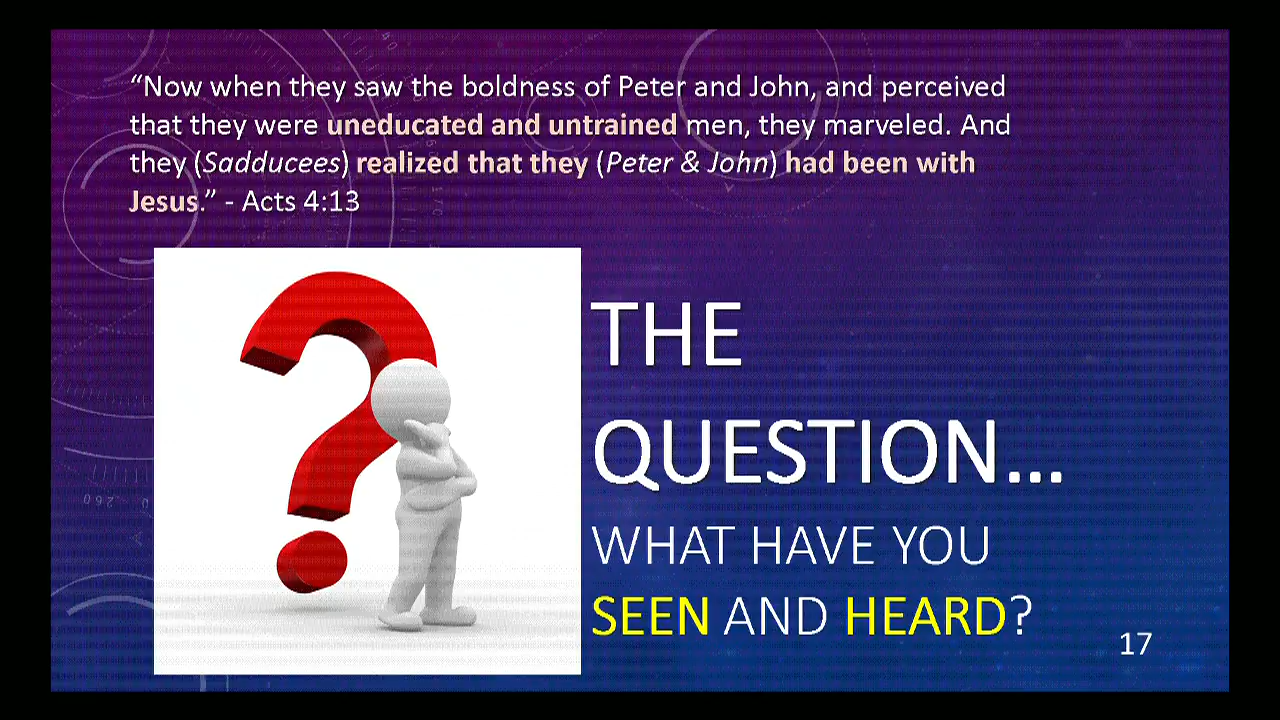 “Now when they saw the boldness of Peter and John, and perceived
that they were uneducated and untrained men, they marveled. And
they (Sadducees) realized that they (Peter & John) had been with
Jesus.” - Acts 4:13
THE
QUESTION...
WHAT HAVE YOU
SEEN AND HEARD?
17
260